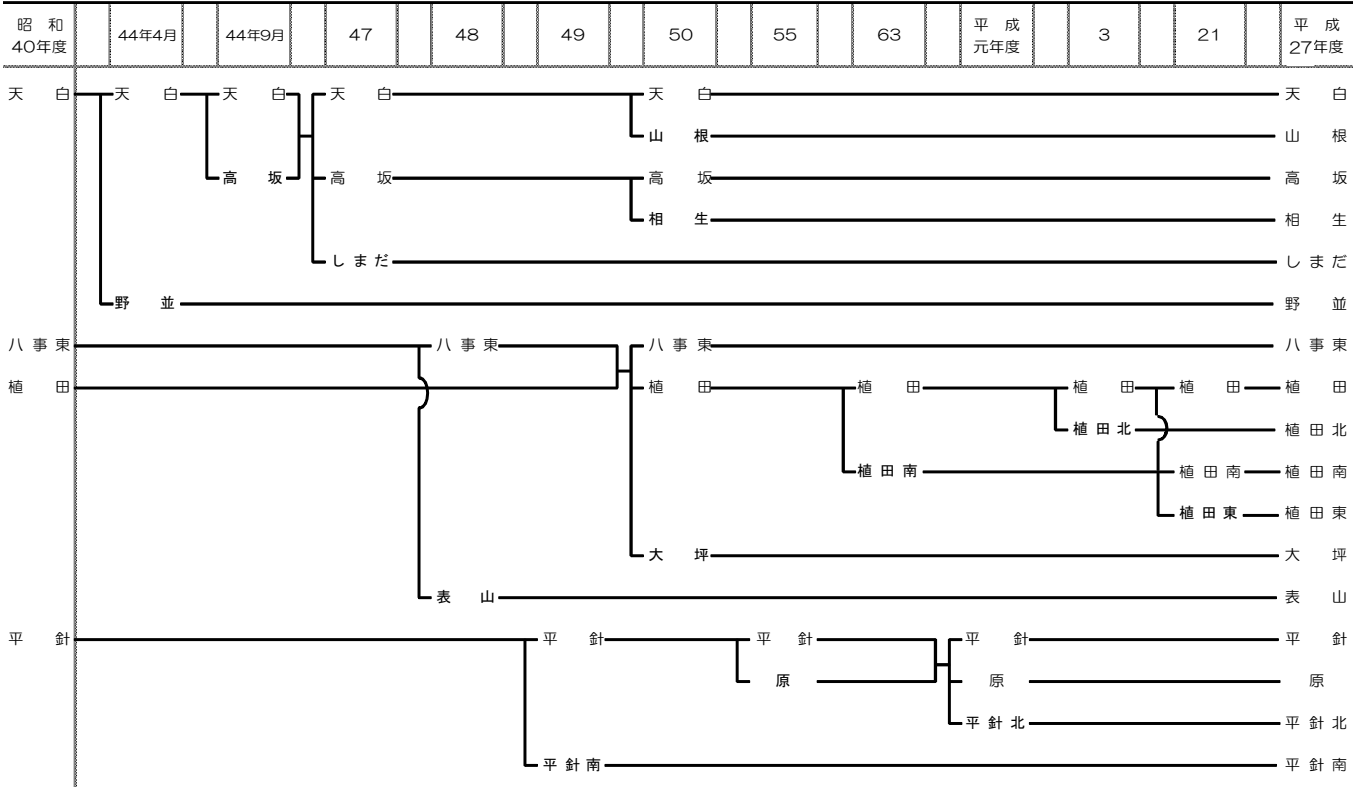 昭和 40年度 44年4月 44年9月 47 48 49 50 55 63 平成 元年度 3 21 平成 27年度
天白 天白 天白 天白 天白 天白
山根 山根
高坂 高坂 高坂 高坂
相生 相生
しまだ しまだ
野並 野並
八事東 八事東 八事東 八事東
植田 植田 植田 植田 植田 植田
植田北 植田北
植田南 植田南 植田南
植田東 植田東
大坪 大坪
表山 表山
平針 平針 平針 平針 平針
原 原 原
平針北 平針北
平針南 平針南